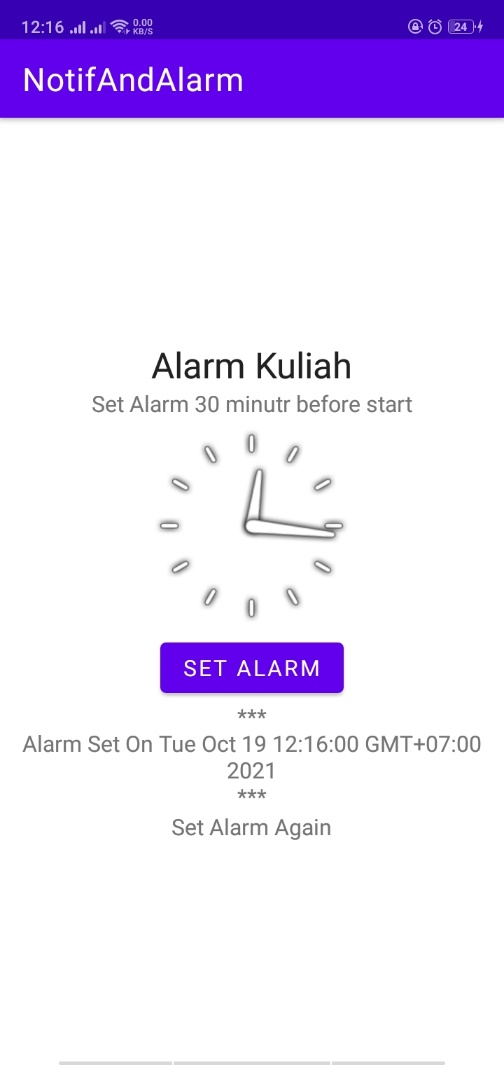 12:16 0.00 KB/S 24
NotifAndAlarm
Alarm Kuliah
Set Alarm 30 minutr before start
SET ALARM
***
Alarm Set On Tue Oct 19 12:16:00 GMT+07:00
2021
***
Set Alarm Again